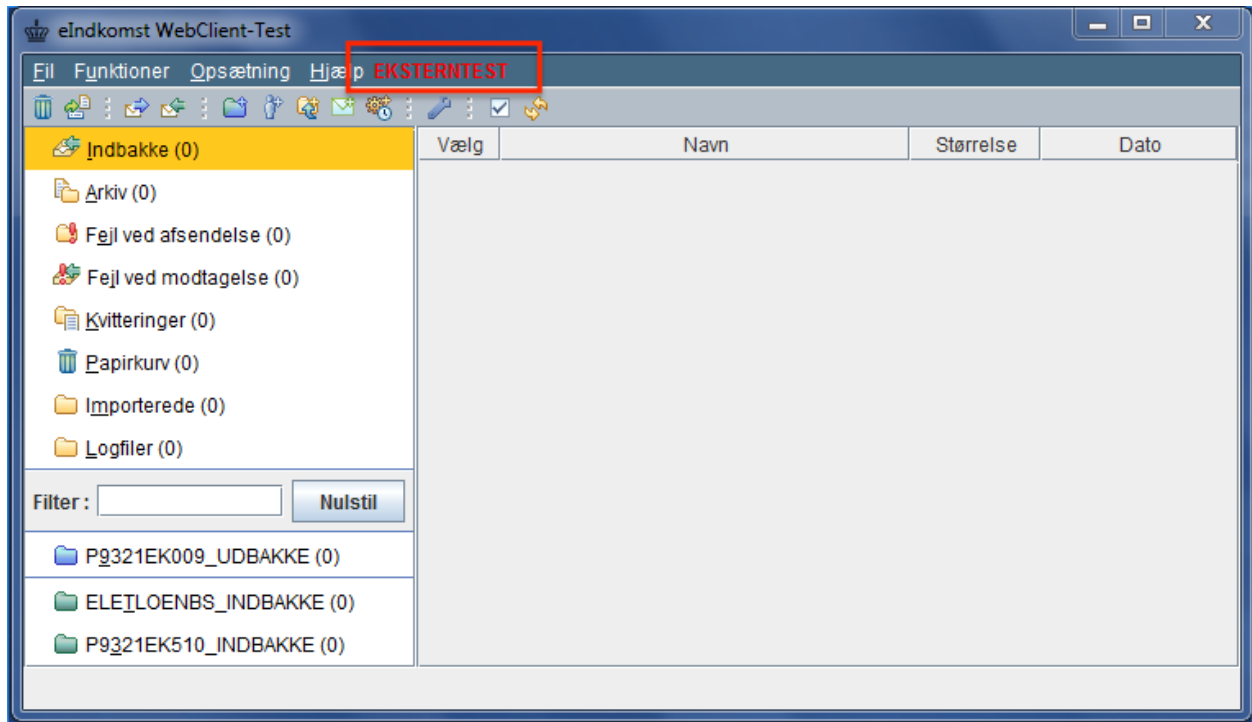 eIndkomst WebClient-Test
Fil Funktioner Opsætning Hjælp EKSTERNTEST
Vælg Navn Størrelse Dato
Indbakke (0)
Arkiv (0)
Fejl ved afsendelse (0)
Fejl ved modtagelse (0)
Kvitteringer (0)
Papirkurv (0)
Importerede (0)
Logfiler (0)
Filter : Nulstil
P9321EK009_UDBAKKE (0)
ELETLOENBS_INDBAKKE (0)
P9321EK510_INDBAKKE (0)